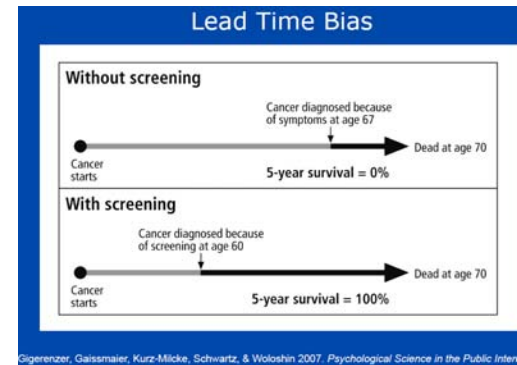 Lead Time Bias
Without screening
Cancer diagnosed because
of symptoms at age 67
Dead at age 70
Cancer
starts
5-year survival = 0%
With screening
Cancer diagnosed because
of screening at age 60
Dead at age 70
Cancer
starts
5-year survival = 100%
Gigerenzer, Gaissmaier, Kurz-Milcke, Schwartz, & Woloshin 2007. Psychological Science in the Public